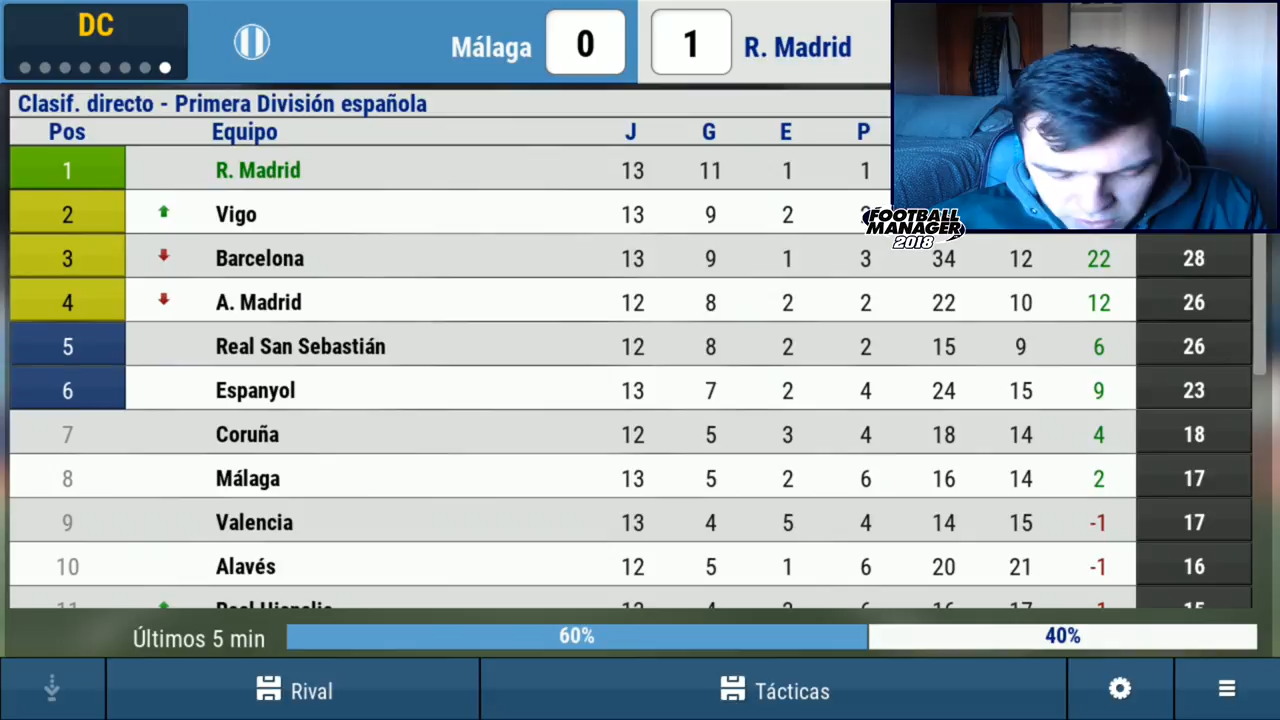 DC
Málaga 0 1 R. Madrid
Clasif. directo - Primera División española
Pos Equipo J G E P
1 R. Madrid 13 11 1 1
2 Vigo 13 9 2
FOOTBALL
MANAGER
2018
3 Barcelona 13 9 1 3 34 12 22 28
4 A. Madrid 12 8 2 2 22 10 12 26
5 Real San Sebastián 12 8 2 2 15 9 6 26
6 Espanyol 13 7 2 4 24 15 9 23
7 Coruña 12 5 3 4 18 14 4 18
8 Málaga 13 5 2 6 16 14 2 17
9 Valencia 13 4 5 4 14 15 -1 17
10 Alavés 12 5 1 6 20 21 -1 16
Últimos 5 min 60% 40%
Rival Tácticas